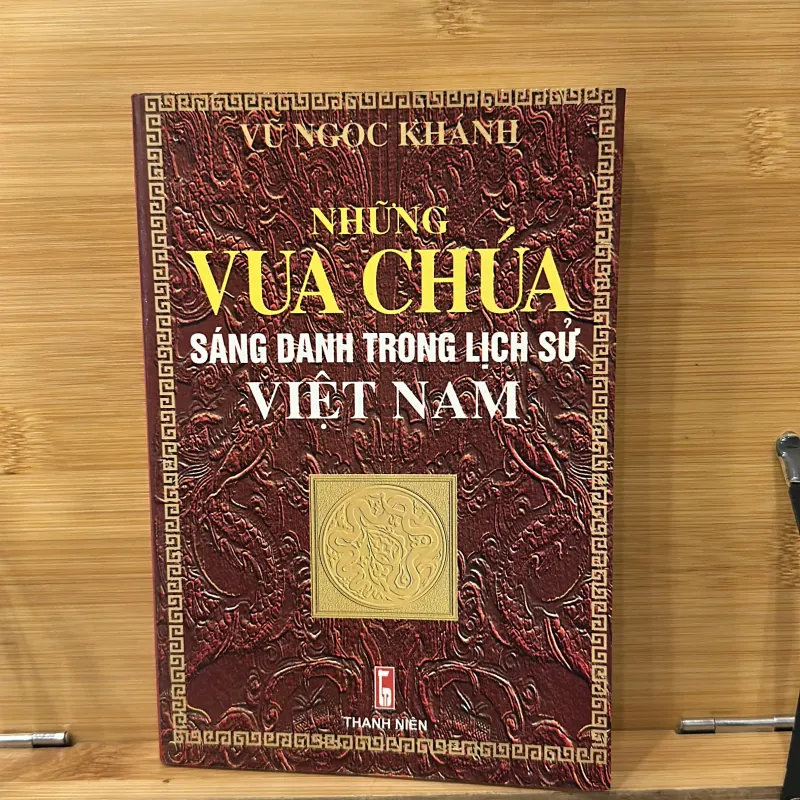 VŨ NGỌC KHÁNH
NHỮNG
VUA CHÚA
SÁNG DANH TRONG LỊCH SỬ
VIỆT NAM
THANH NIÊN